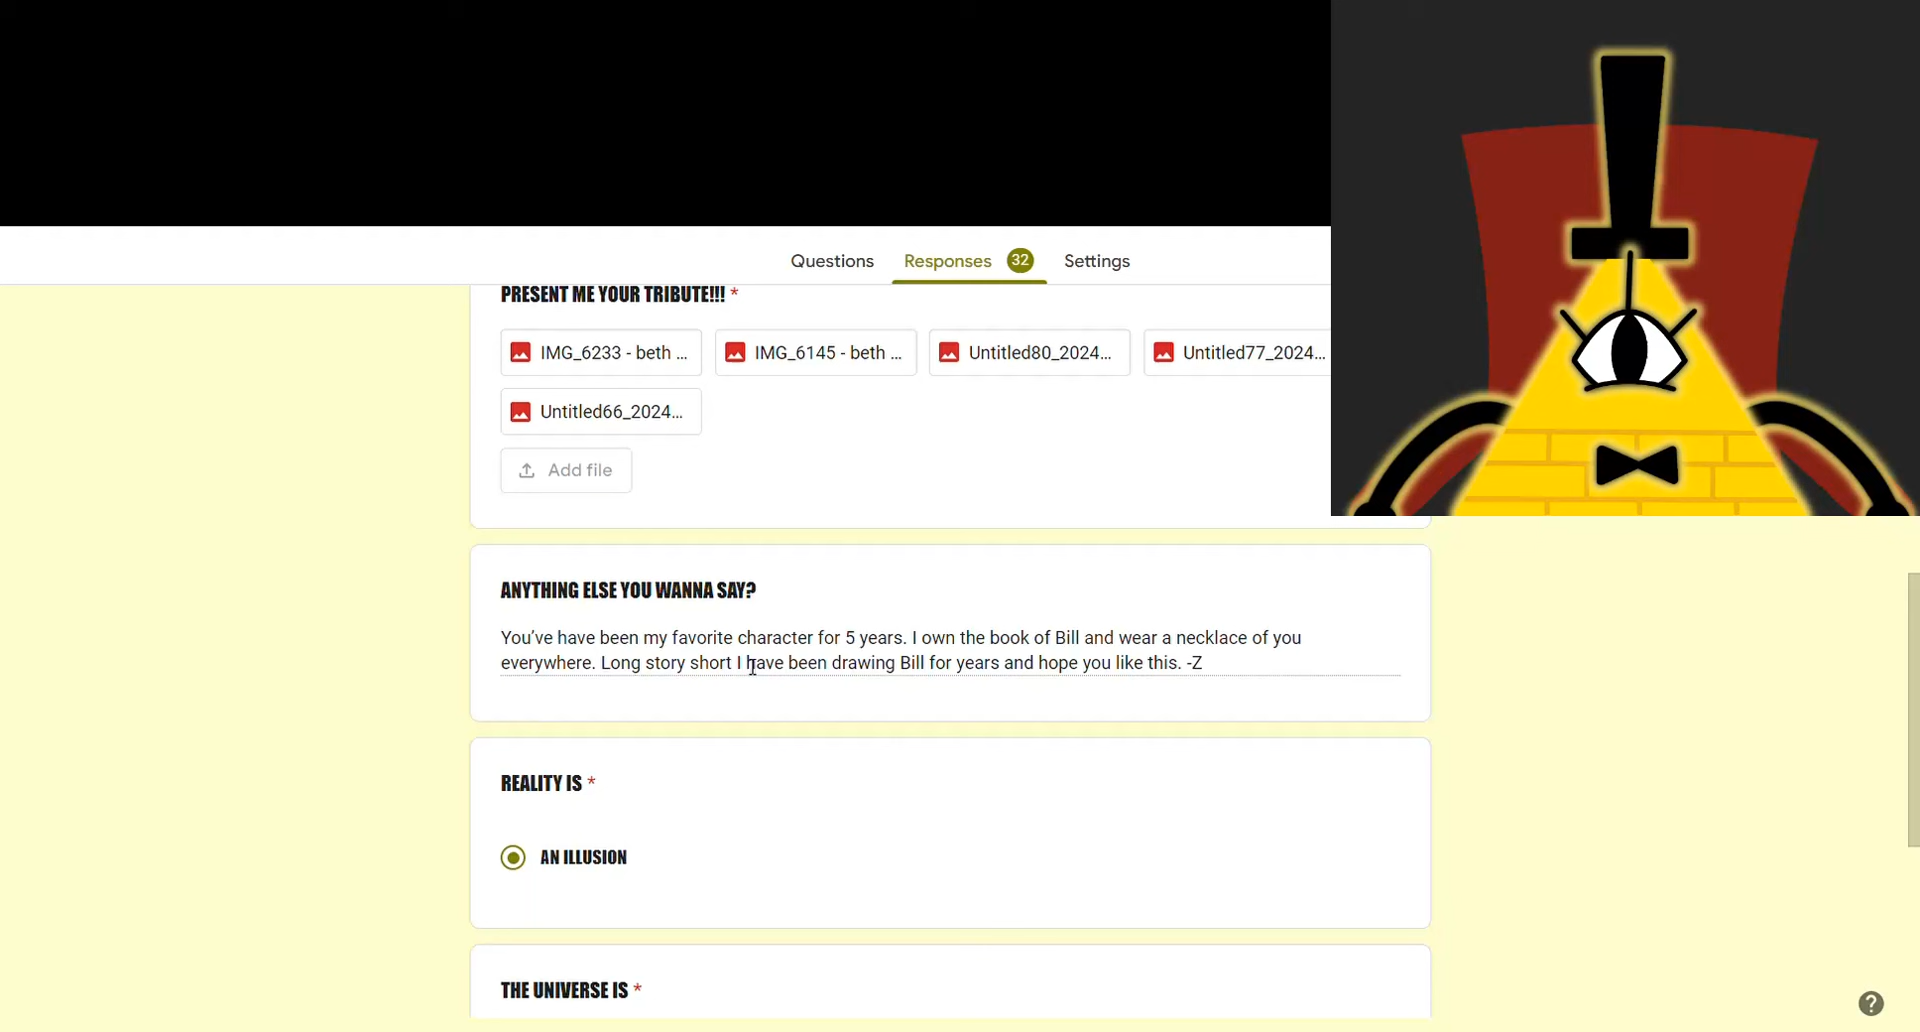 Questions Responses 32 Settings
PRESENT ME YOUR TRIBUTE!!! *
IMG_6233 - beth ... IMG_6145 - beth ... Untitled80_2024... Untitled77_2024...
Untitled66_2024...
Add file
ANYTHING ELSE YOU WANNA SAY?
You’ve have been my favorite character for 5 years. I own the book of Bill and wear a necklace of you
everywhere. Long story short I have been drawing Bill for years and hope you like this. -Z
REALITY IS *
AN ILLUSION
THE UNIVERSE IS *
?